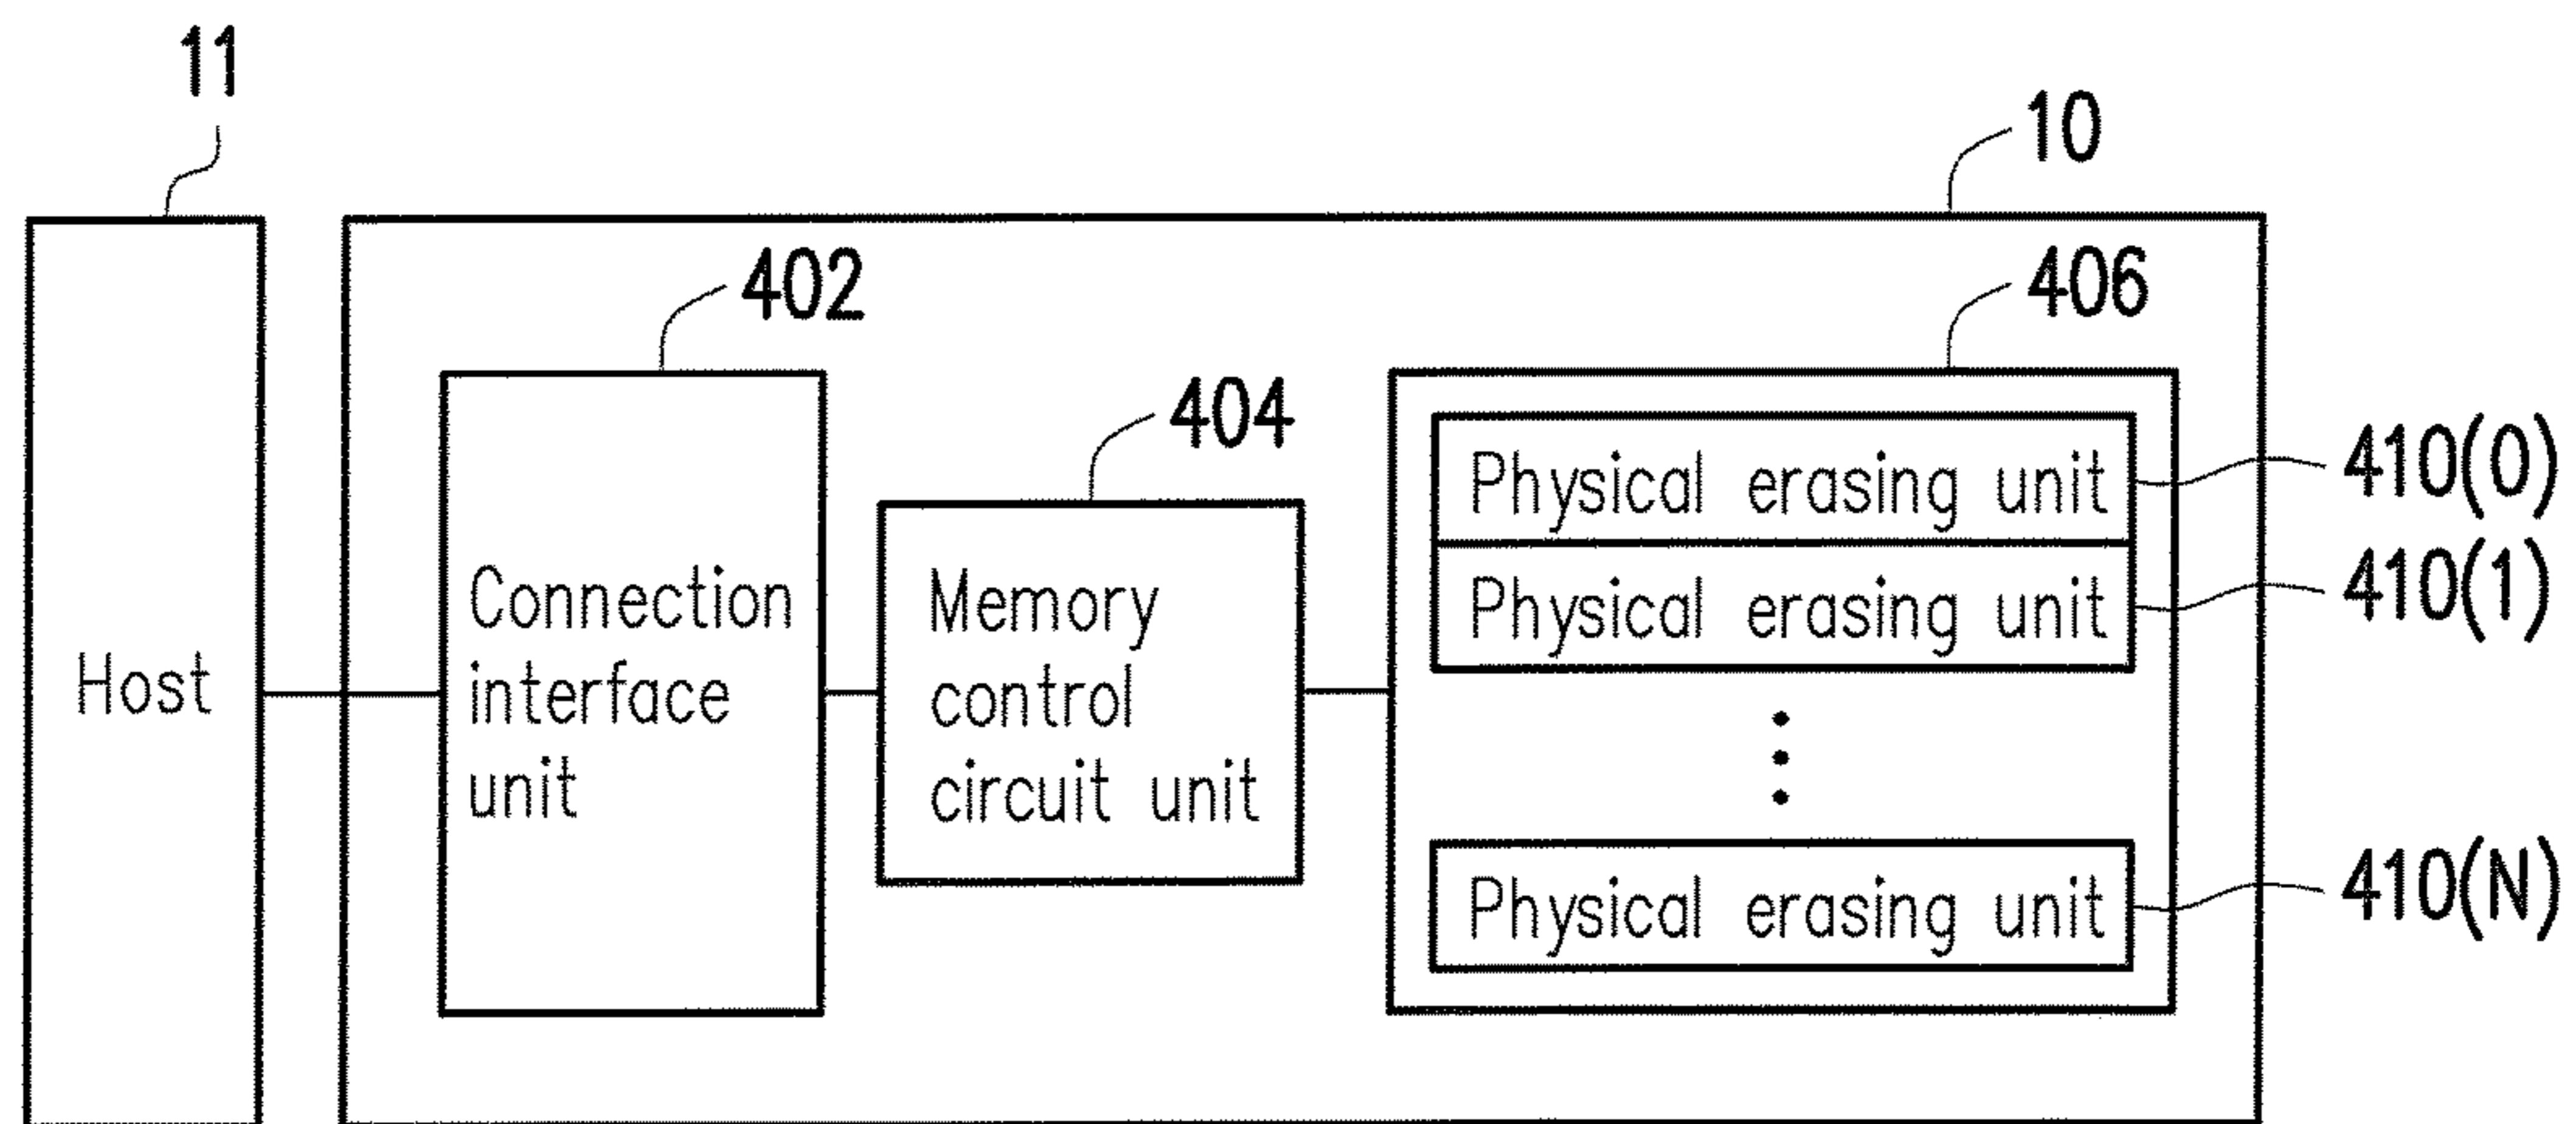 11
10
402
406
404
410(0)
Physical erasing unit
410(1)
Physical erasing unit
Host
Connection
interface
unit
Memory
control
circuit unit
Physical erasing unit
410(N)